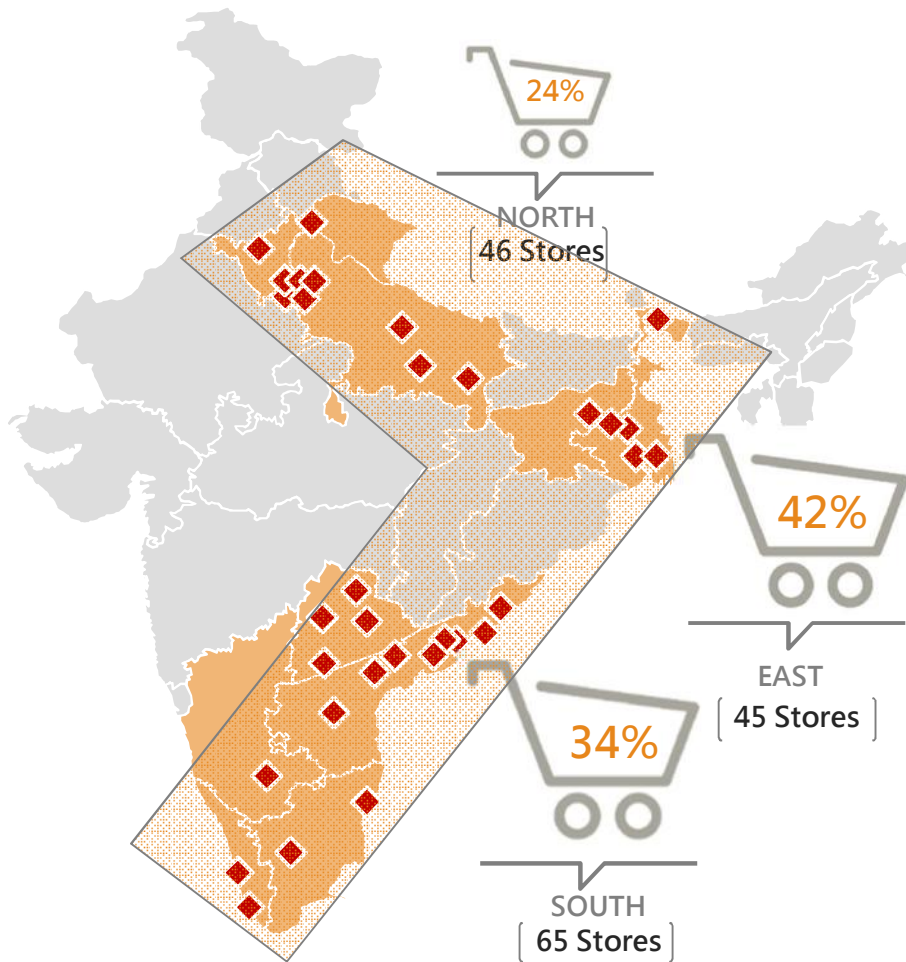 24%
NORTH
[ 46 Stores ]
42%
EAST
[ 45 Stores ]
34%
SOUTH
[ 65 Stores ]